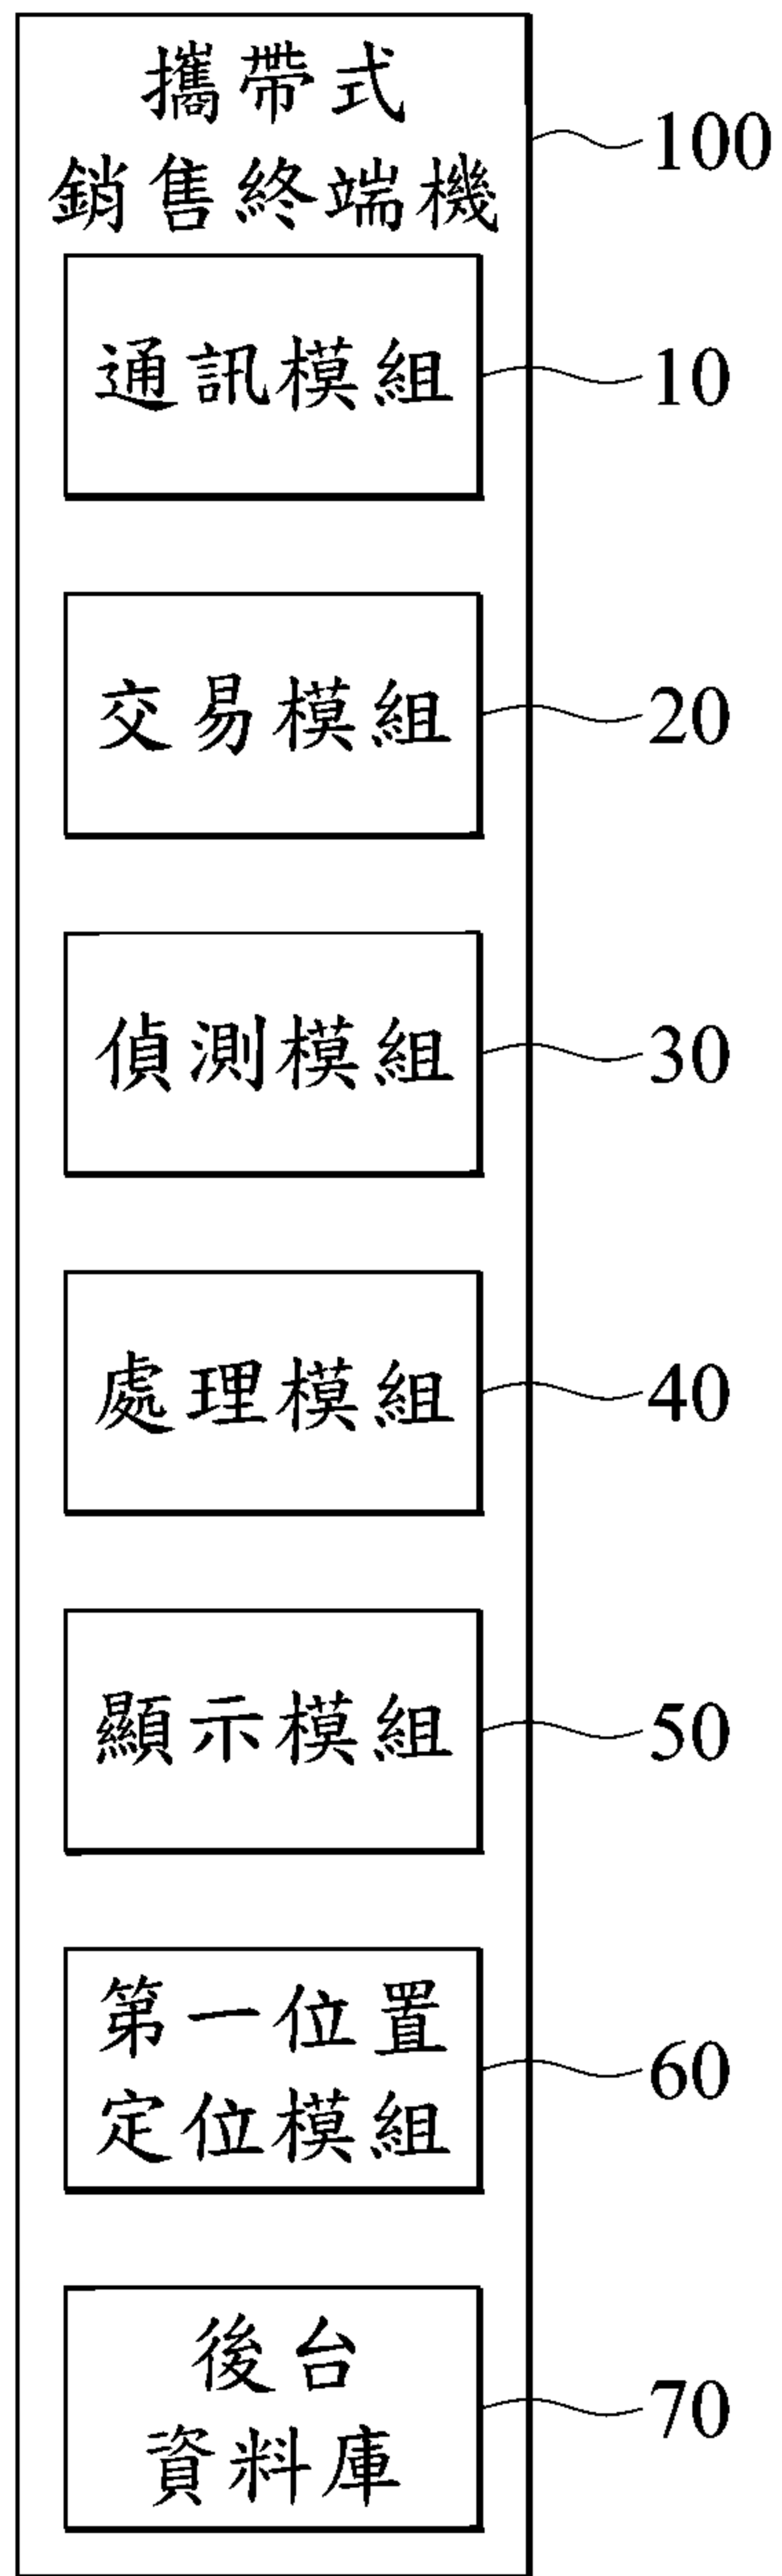 攜帶式
銷售終端機
100
通訊模組
10
交易模組
20
偵測模組
30
處理模組
40
顯示模組
50
第一位置
定位模組
60
後台
資料庫
70